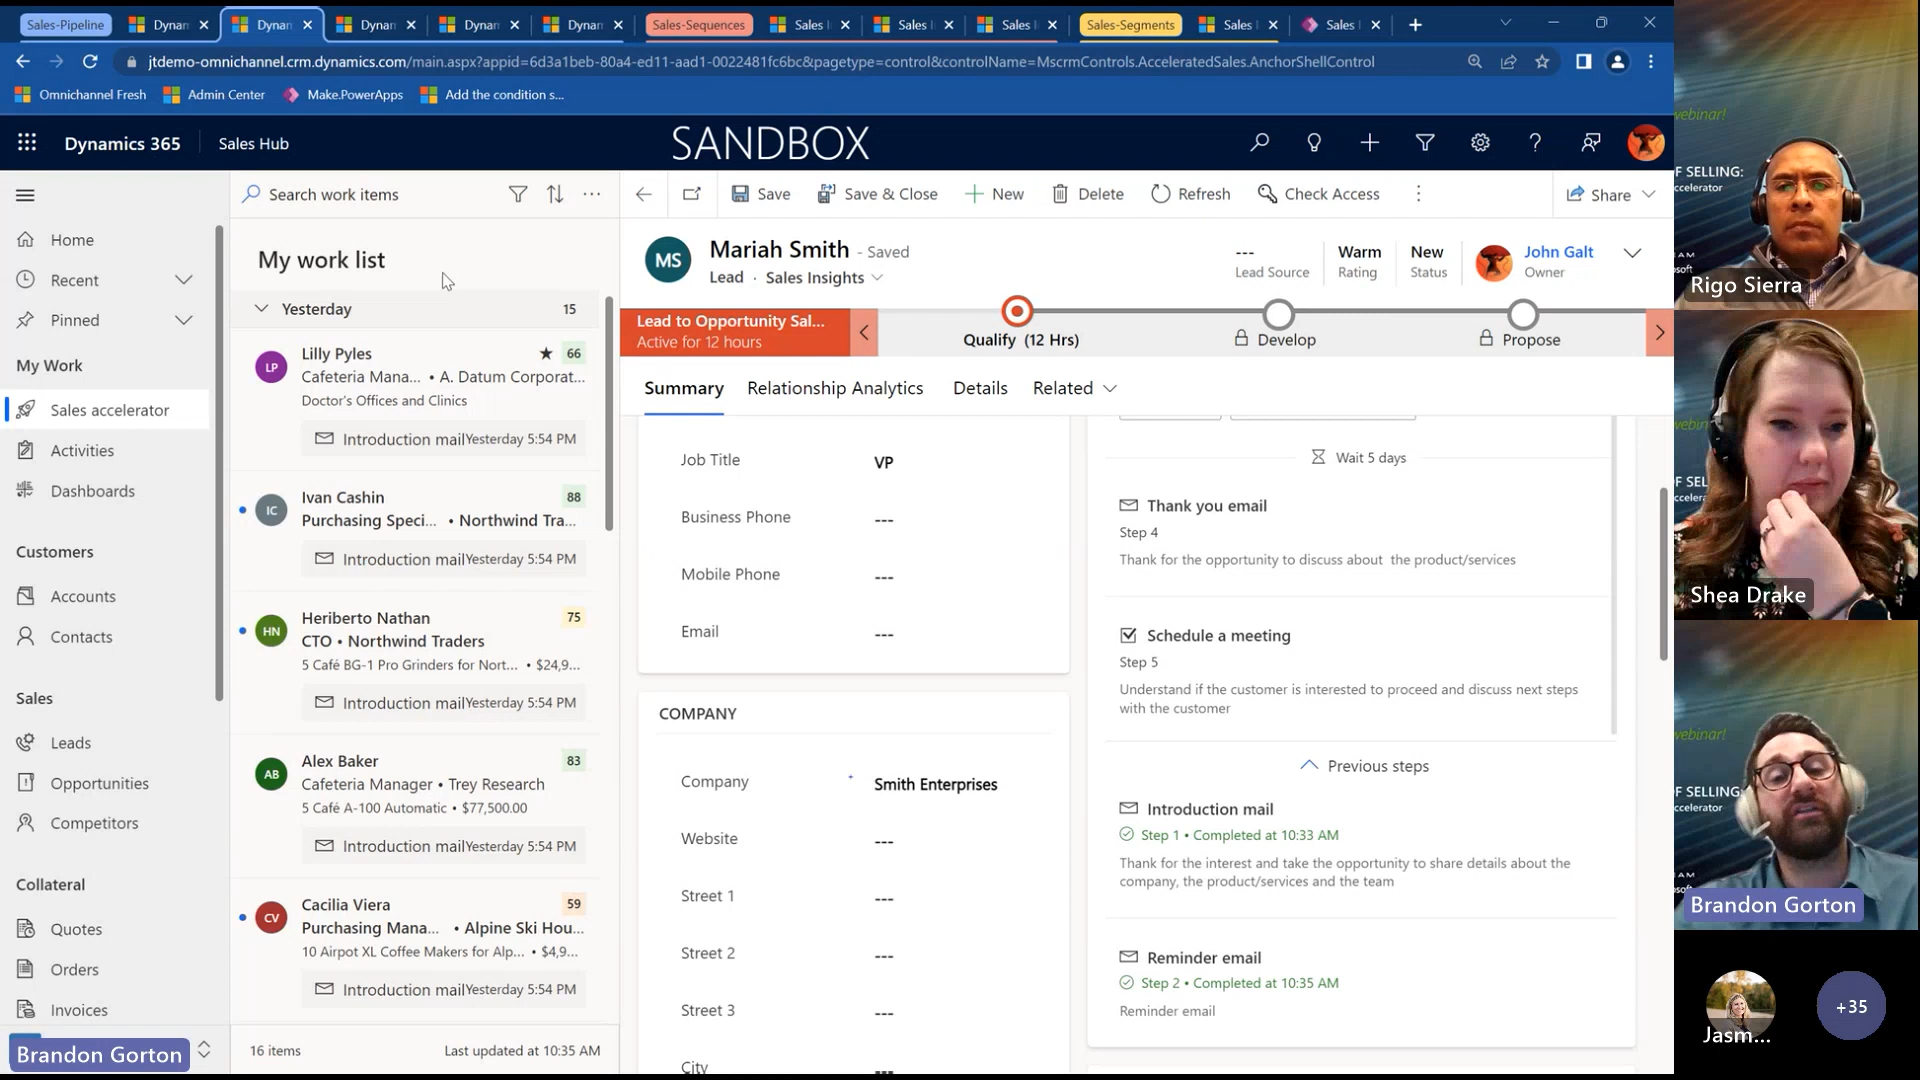 Sales-Pipeline
Dynan
Dynan
Dynan
Dynan
Dynan
Sales-Sequences
Sales I
Sales I
Sales I
Sales-Segments
Sales
Sales
jtdemo-omnichannel.crm.dynamics.com/main.aspx?appid=6d3a1beb-80a4-ed11-aad1-0022481fc6bc&pagetype=control&controlName=MscrmControls.AcceleratedSales.AnchorShellControl
Omnichannel Fresh
Admin Center
Make.PowerApps
Add the condition s...
Dynamics 365
Sales Hub
SANDBOX
Home
Recent
Pinned
My Work
Sales accelerator
Activities
Dashboards
Customers
Accounts
Contacts
Sales
Leads
Opportunities
Competitors
Collateral
Quotes
Orders
Invoices
Brandon Gorton
Search work items
My work list
Yesterday 15
LP
Lilly Pyles 66
Cafeteria Mana... • A. Datum Corporat...
Doctor's Offices and Clinics
Introduction mail Yesterday 5:54 PM
IC
Ivan Cashin 88
Purchasing Speci... • Northwind Tra...
Introduction mail Yesterday 5:54 PM
HN
Heriberto Nathan 75
CTO • Northwind Traders
5 Café BG-1 Pro Grinders for Nort... • $24,9...
Introduction mail Yesterday 5:54 PM
AB
Alex Baker 83
Cafeteria Manager • Trey Research
5 Café A-100 Automatic • $77,500.00
Introduction mail Yesterday 5:54 PM
CV
Cacilia Viera 59
Purchasing Mana... • Alpine Ski Hou...
10 Airpot XL Coffee Makers for Alp... • $4,9...
Introduction mail Yesterday 5:54 PM
16 items
Last updated at 10:35 AM
Save
Save & Close
New
Delete
Refresh
Check Access
Share
MS
Mariah Smith - Saved
Lead · Sales Insights
---
Lead Source
Warm
Rating
New
Status
John Galt
Owner
Lead to Opportunity Sal...
Active for 12 hours
Qualify (12 Hrs)
Develop
Propose
Summary
Relationship Analytics
Details
Related
Job Title VP
Business Phone ---
Mobile Phone ---
Email ---
COMPANY
Company * Smith Enterprises
Website ---
Street 1 ---
Street 2 ---
Street 3 ---
City ---
Wait 5 days
Thank you email
Step 4
Thank for the opportunity to discuss about the product/services
Schedule a meeting
Step 5
Understand if the customer is interested to proceed and discuss next steps
with the customer
Previous steps
Introduction mail
Step 1 • Completed at 10:33 AM
Thank for the interest and take the opportunity to share details about the
company, the product/services and the team
Reminder email
Step 2 • Completed at 10:35 AM
Reminder email
webinar!
OF SELLING:
ccelerator
EAM
osoft
Rigo Sierra
Shea Drake
webinar!
OF SELLING:
ccelerator
Brandon Gorton
Jasm...
+35